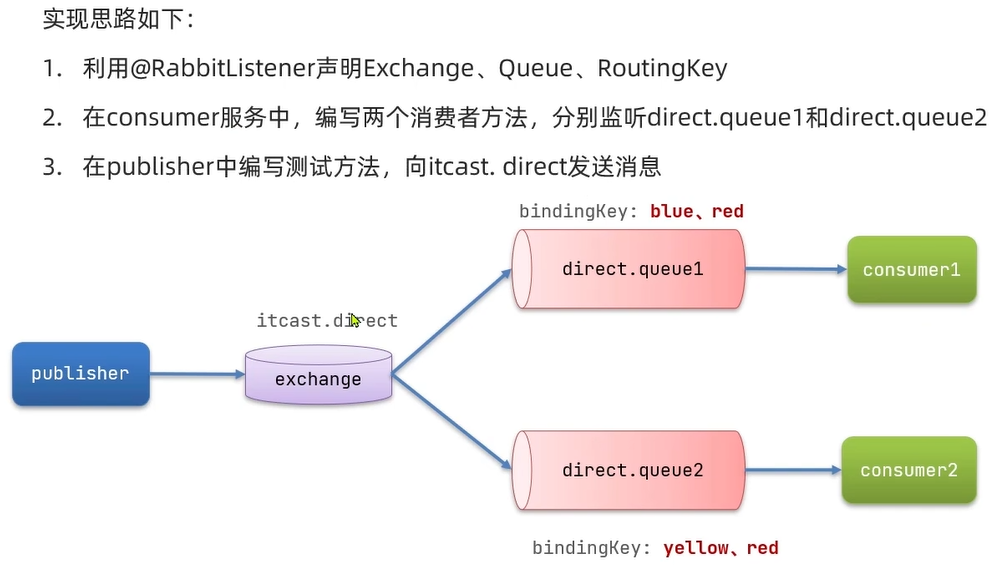 实现思路如下：
1. 利用@RabbitListener声明Exchange、Queue、RoutingKey
2. 在consumer服务中，编写两个消费者方法，分别监听direct.queue1和direct.queue2
3. 在publisher中编写测试方法，向itcast. direct发送消息
bindingKey: blue、red
direct.queue1
consumer1
itcast.direct
publisher
exchange
direct.queue2
consumer2
bindingKey: yellow、red